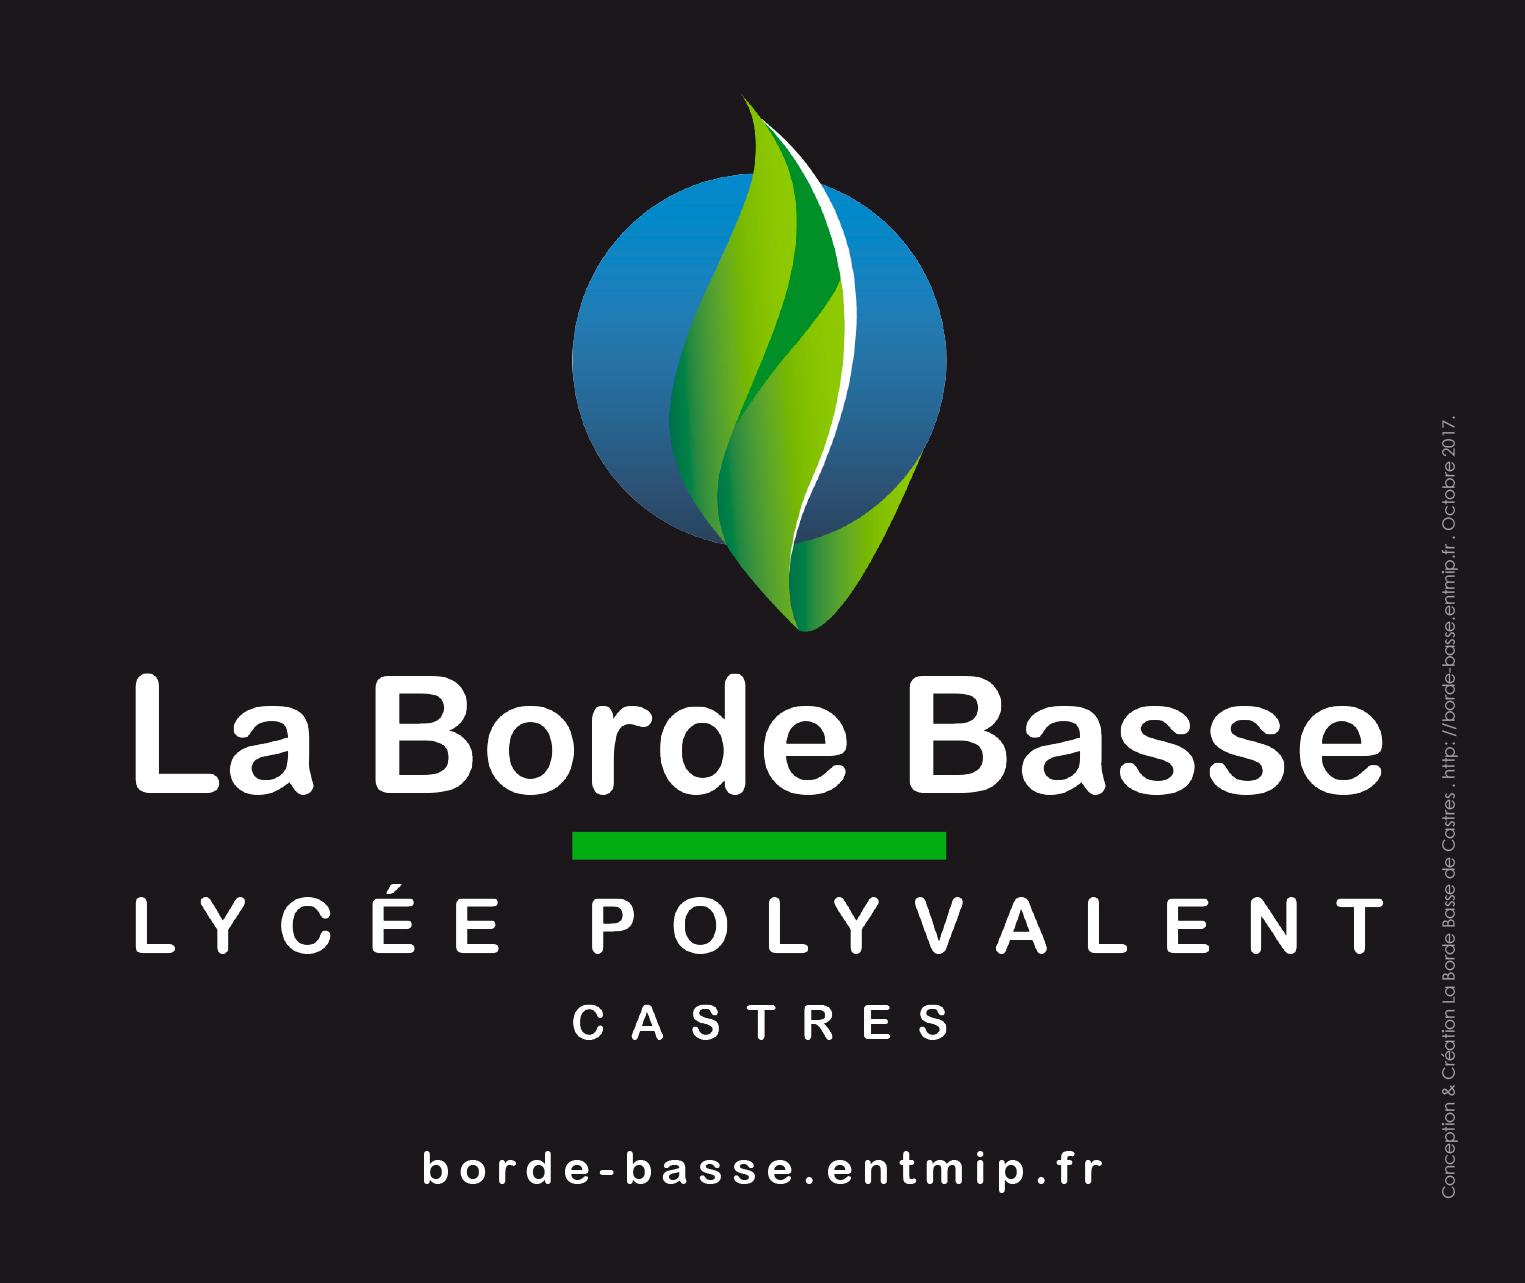 La Borde Basse
LYCÉE POLYVALENT
CASTRES
borde-basse.entmip.fr
Conception & Création La Borde Basse de Castres . http: //borde-basse.entmip.fr . Octobre 2017.